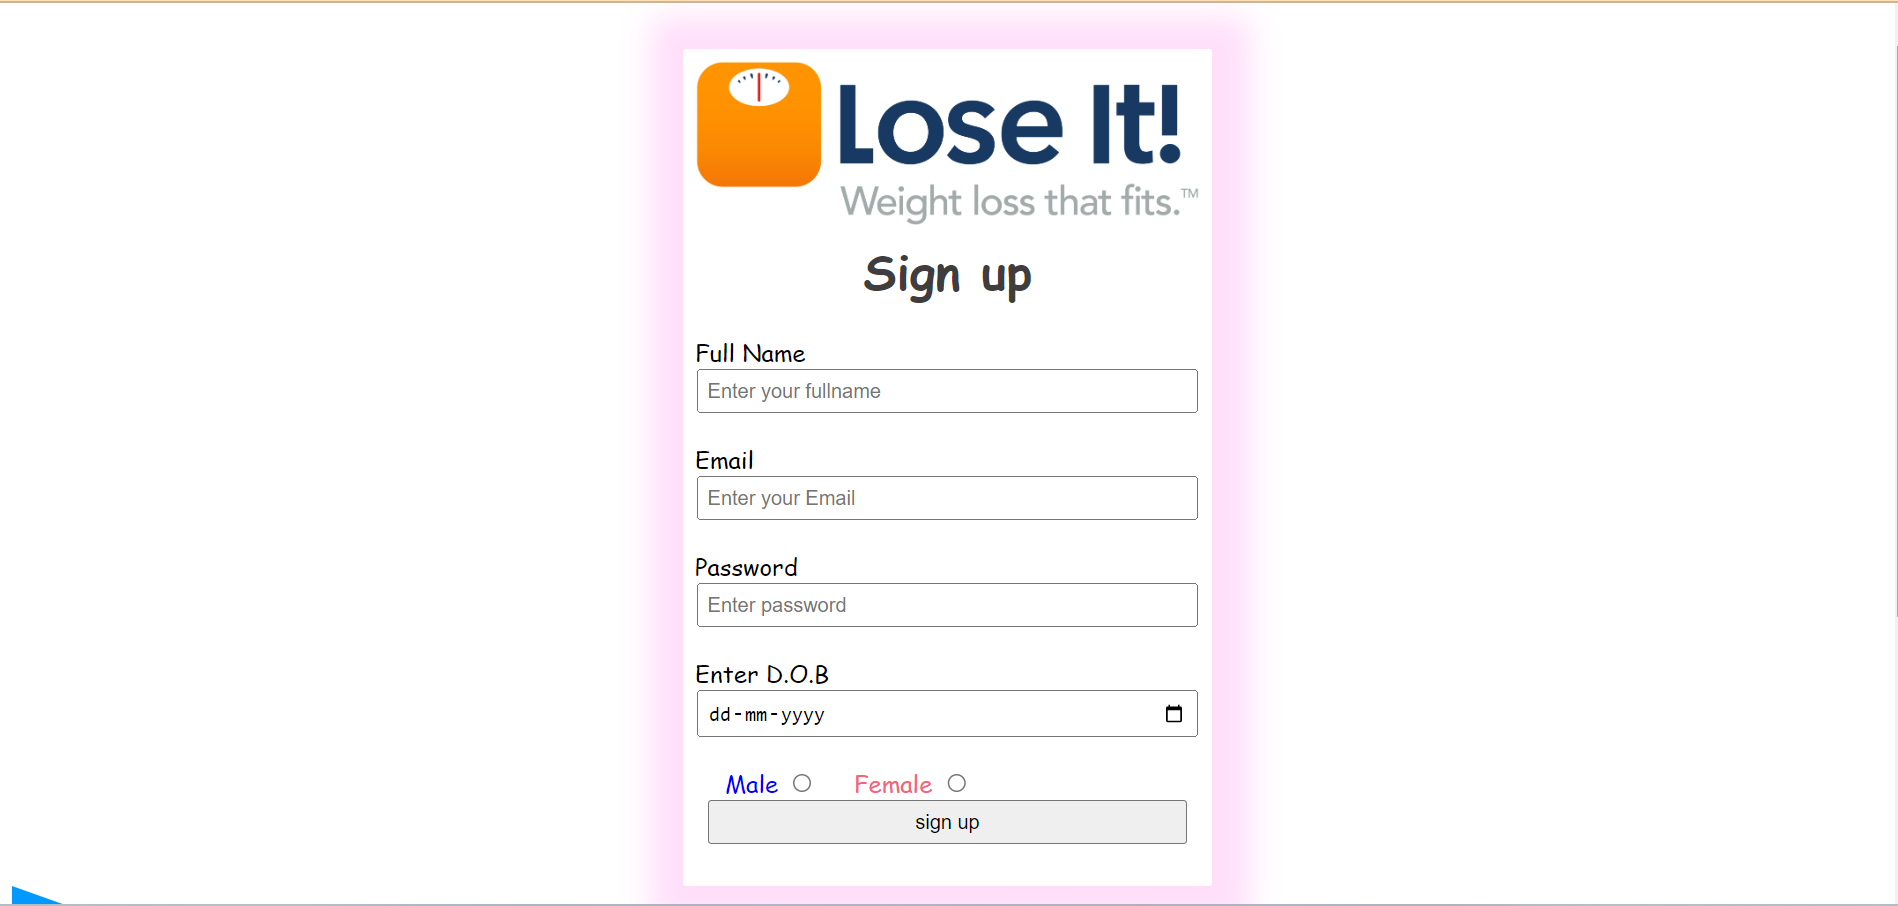 Lose It!
Weight loss that fits.™
Sign up
Full Name
Enter your fullname
Email
Enter your Email
Password
Enter password
Enter D.O.B
dd-mm-yyyy
Male Female
sign up